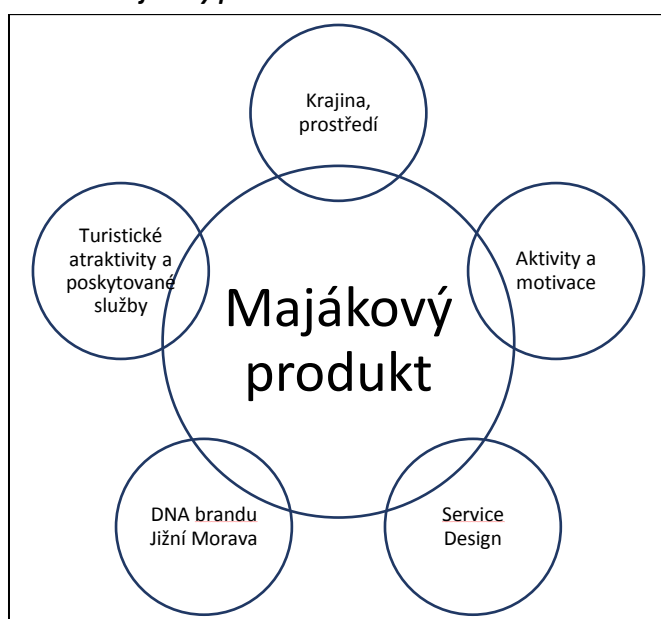 Krajina,
prostředí
Turistické
atraktivity a
poskytované
služby
Aktivity a
motivace
Majákový
produkt
DNA brandu
Jižní Morava
Service
Design